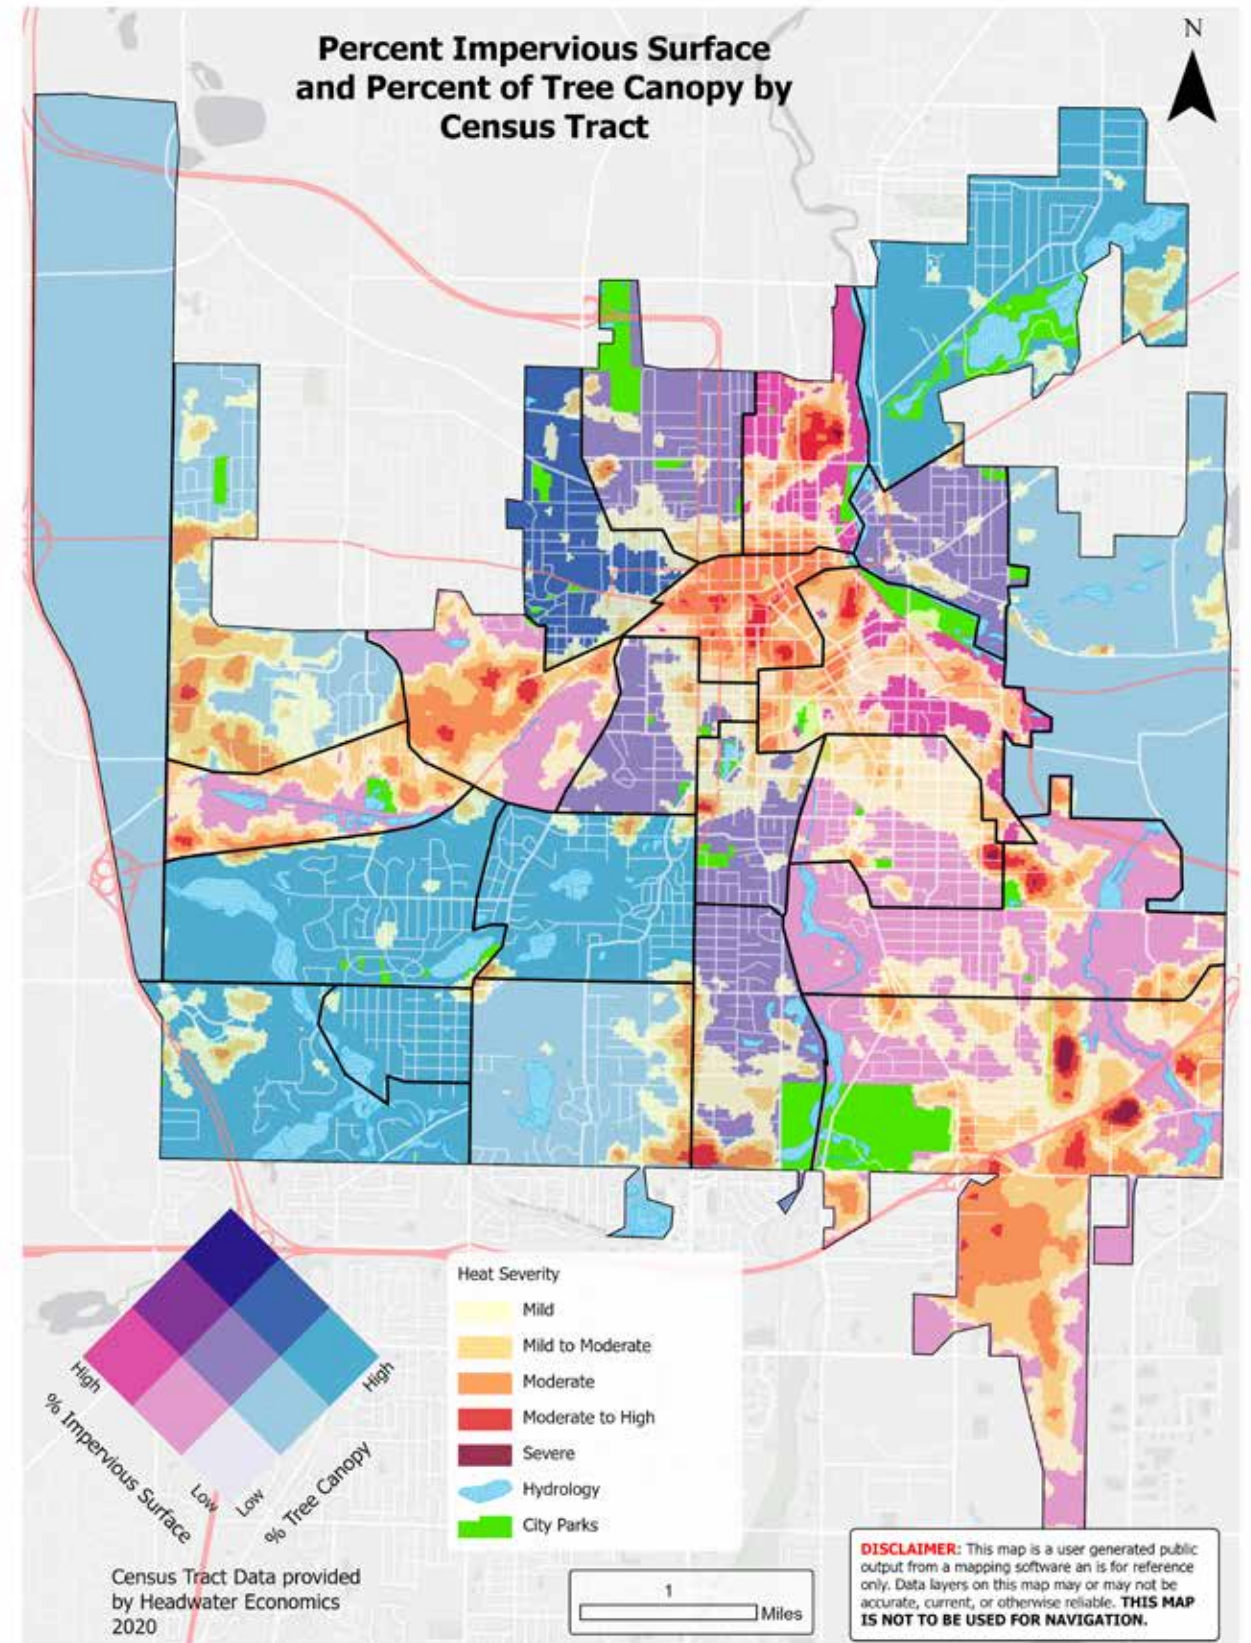 Percent Impervious Surface
and Percent of Tree Canopy by
Census Tract
N
High
High
% Impervious Surface
Low
Low
% Tree Canopy
Heat Severity
Mild
Mild to Moderate
Moderate
Moderate to High
Severe
Hydrology
City Parks
Census Tract Data provided
by Headwater Economics
2020
1
Miles
DISCLAIMER: This map is a user generated public
output from a mapping software an is for reference
only. Data layers on this map may or may not be
accurate, current, or otherwise reliable. THIS MAP
IS NOT TO BE USED FOR NAVIGATION.